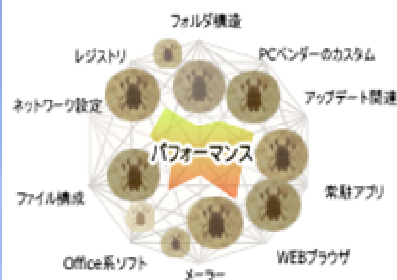 フォルダ構造
レジストリ
PCベンダーのカスタム
ネットワーク設定
アップデート関連
パフォーマンス
ファイル構成
常駐アプリ
Office系ソフト
WEBブラウザ
メーラー